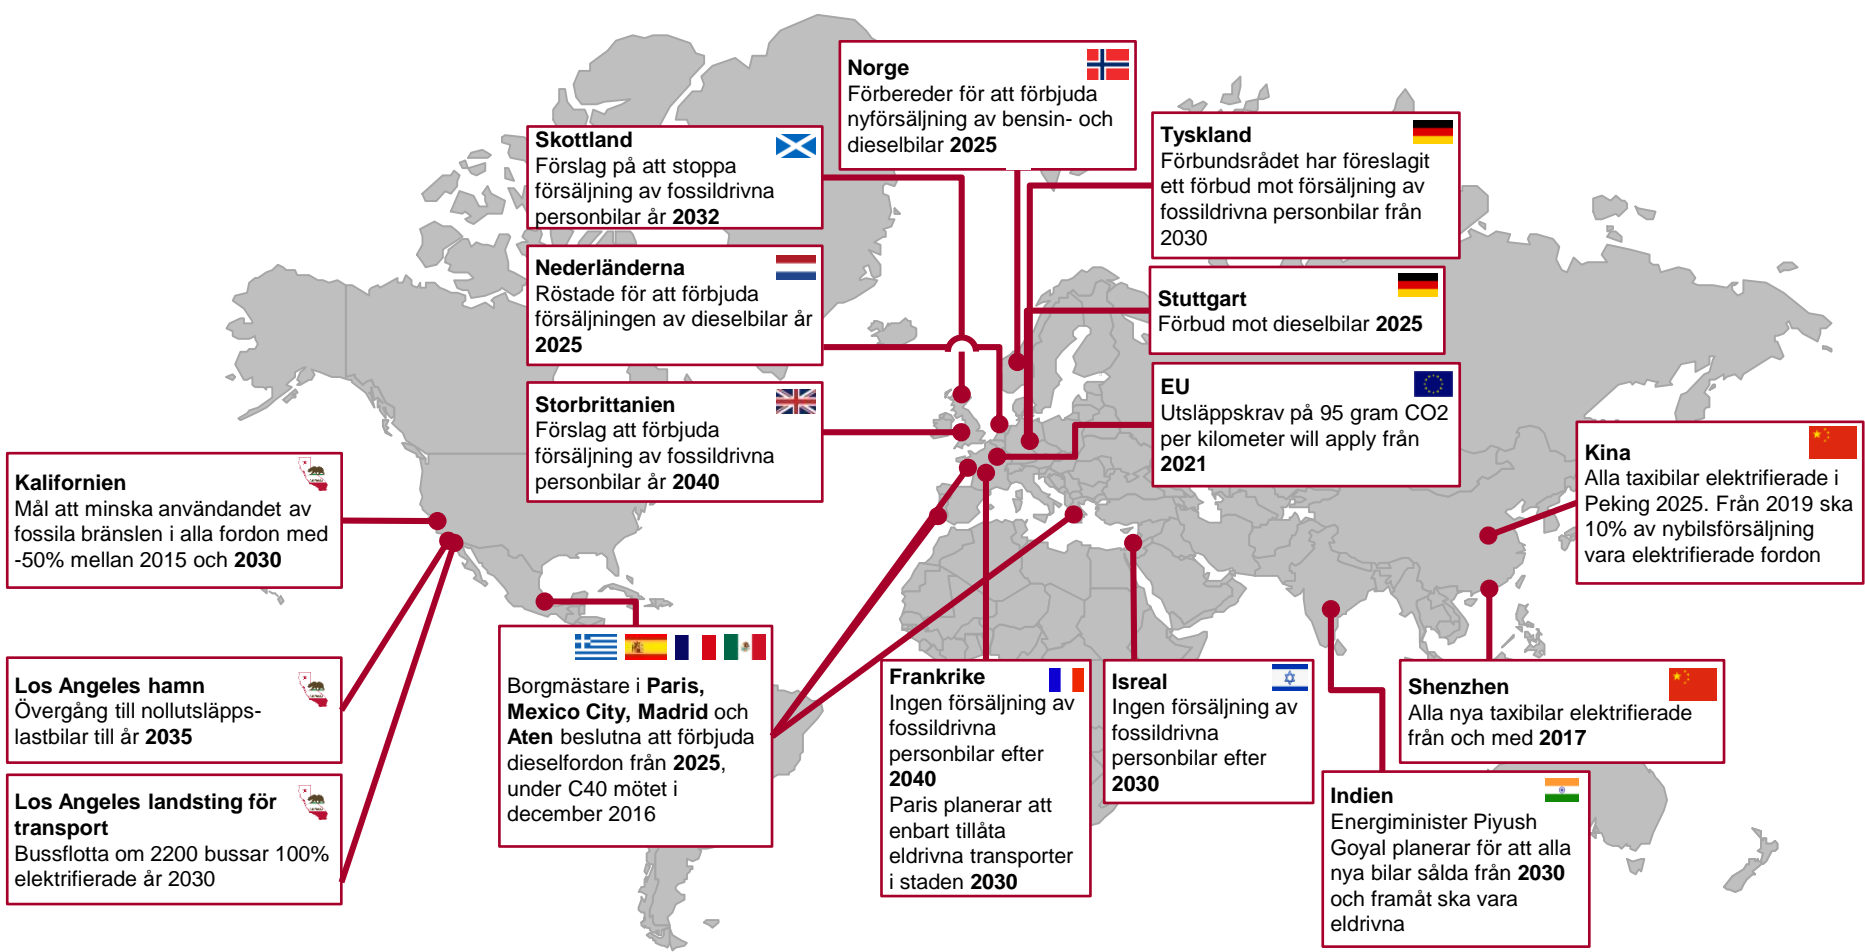 Norge
Förbereder för att förbjuda
nyförsäljning av bensin- och
dieselbilar 2025
Skottland
Förslag på att stoppa
försäljning av fossildrivna
personbilar år 2032
Tyskland
Förbundsrådet har föreslagit
ett förbud mot försäljning av
fossildrivna personbilar från
2030
Nederländerna
Röstade för att förbjuda
försäljningen av dieselbilar år
2025
Stuttgart
Förbud mot dieselbilar 2025
Storbrittanien
Förslag att förbjuda
försäljning av fossildrivna
personbilar år 2040
EU
Utsläppskrav på 95 gram CO2
per kilometer will apply från
2021
Kina
Alla taxibilar elektrifierade i
Peking 2025. Från 2019 ska
10% av nybilsförsäljning
vara elektrifierade fordon
Kalifornien
Mål att minska användandet av
fossila bränslen i alla fordon med
-50% mellan 2015 och 2030
Los Angeles hamn
Övergång till nollutsläpps-
lastbilar till år 2035
Los Angeles landsting för
transport
Bussflotta om 2200 bussar 100%
elektrifierade år 2030
Borgmästare i Paris,
Mexico City, Madrid och
Aten beslutna att förbjuda
dieselfordon från 2025,
under C40 mötet i
december 2016
Frankrike
Ingen försäljning av
fossildrivna
personbilar efter
2040
Paris planerar att
enbart tillåta
eldrivna transporter
i staden 2030
Isreal
Ingen försäljning av
fossildrivna
personbilar efter
2030
Shenzhen
Alla nya taxibilar elektrifierade
från och med 2017
Indien
Energiminister Piyush
Goyal planerar för att alla
nya bilar sålda från 2030
och framåt ska vara
eldrivna